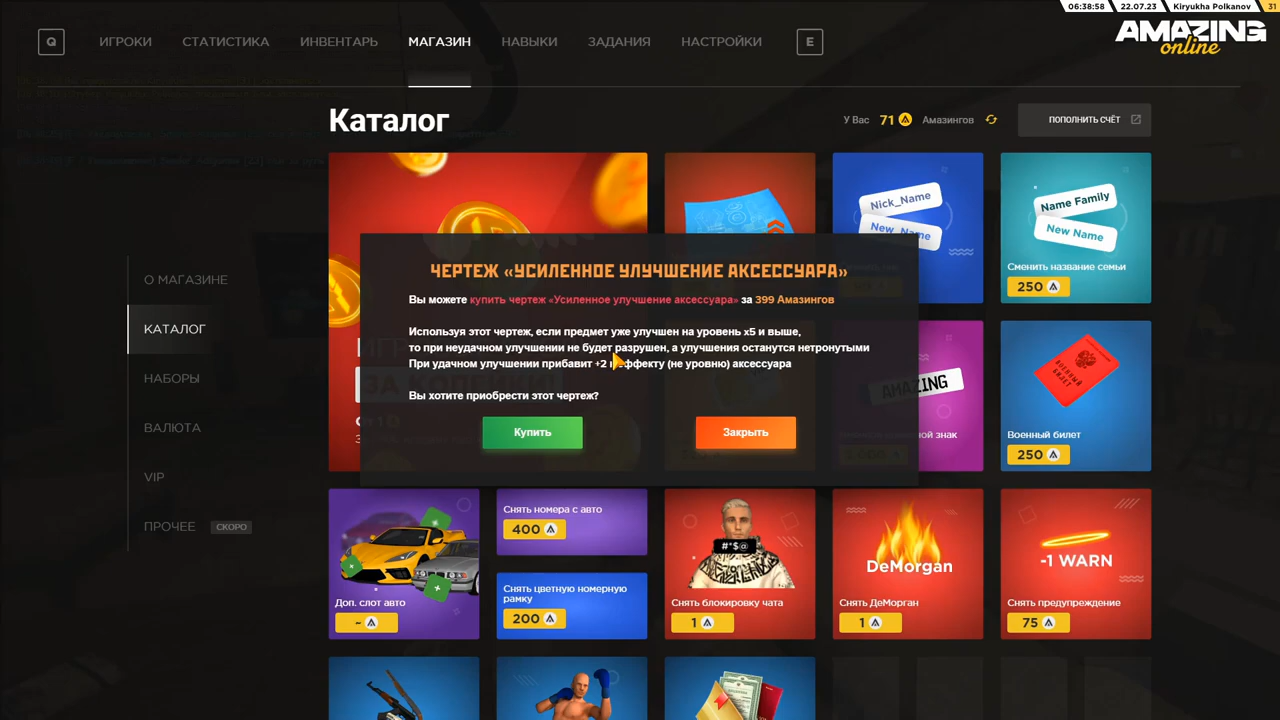 06:38:58 22.07.23 Kiryukha Polkanov 31
AMAZING
online
Q ИГРОКИ СТАТИСТИКА ИНВЕНТАРЬ МАГАЗИН НАВЫКИ ЗАДАНИЯ НАСТРОЙКИ E
Каталог
У Вас 71 Амазингов
ПОПОЛНИТЬ СЧЁТ
О МАГАЗИНЕ
КАТАЛОГ
НАБОРЫ
ВАЛЮТА
VIP
ПРОЧЕЕ СКОРО
Nick_Name
New_Name
Name Family
New Name
Сменить название семьи
250
ЧЕРТЕЖ «УСИЛЕННОЕ УЛУЧШЕНИЕ АКСЕССУАРА»
Вы можете купить чертеж «Усиленное улучшение аксессуара» за 399 Амазингов
Используя этот чертеж, если предмет уже улучшен на уровень x5 и выше,
то при неудачном улучшении не будет разрушен, а улучшения останутся нетронутыми
При удачном улучшении прибавит +2 к эффекту (не уровню) аксессуара
Вы хотите приобрести этот чертеж?
Купить
Закрыть
AMAZING
знак
ВОЕННЫЙ БИЛЕТ
Военный билет
250
Доп. слот авто
~
Снять номера с авто
400
Снять цветную номерную
рамку
200
#*$@
Снять блокировку чата
1
DeMorgan
Снять ДеМорган
1
-1 WARN
Снять предупреждение
75